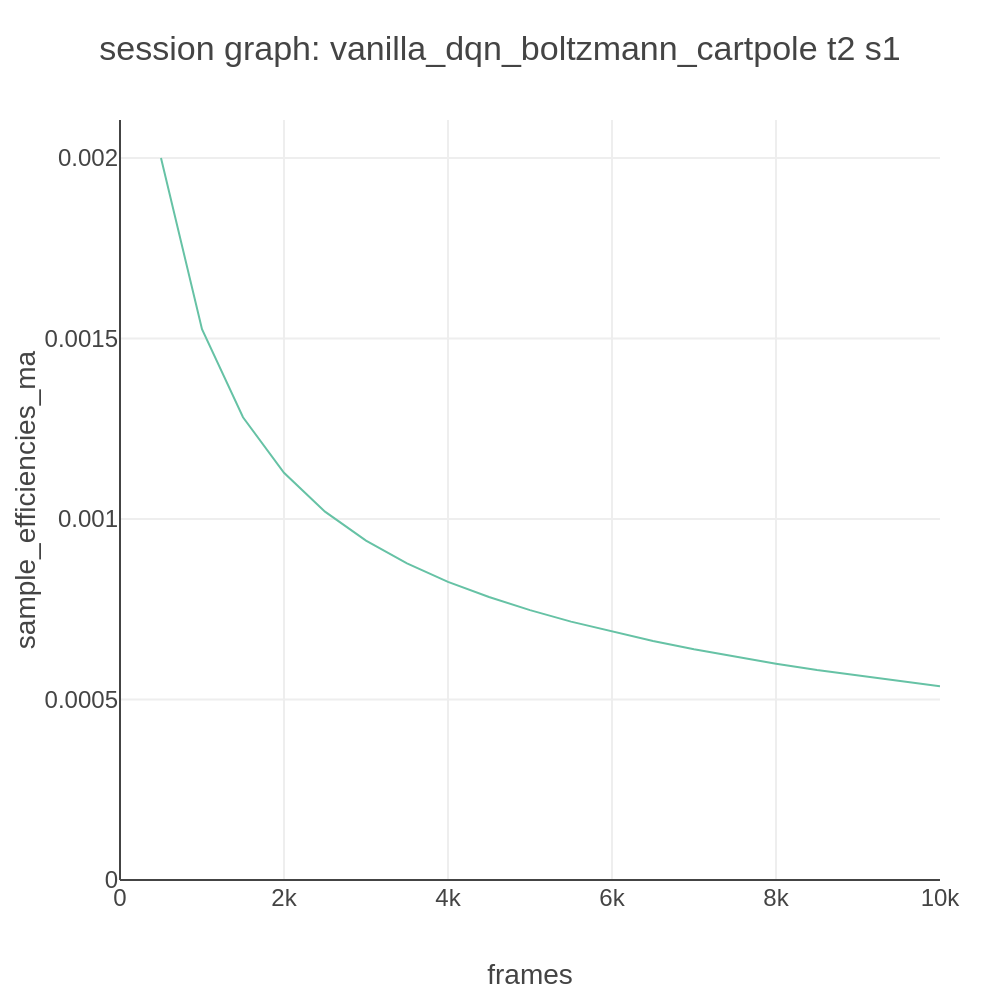 session graph: vanilla_dqn_boltzmann_cartpole t2 s1
0.002
0.0015
0.001
0.0005
0
sample_efficiencies_ma
0 2k 4k 6k 8k 10k
frames